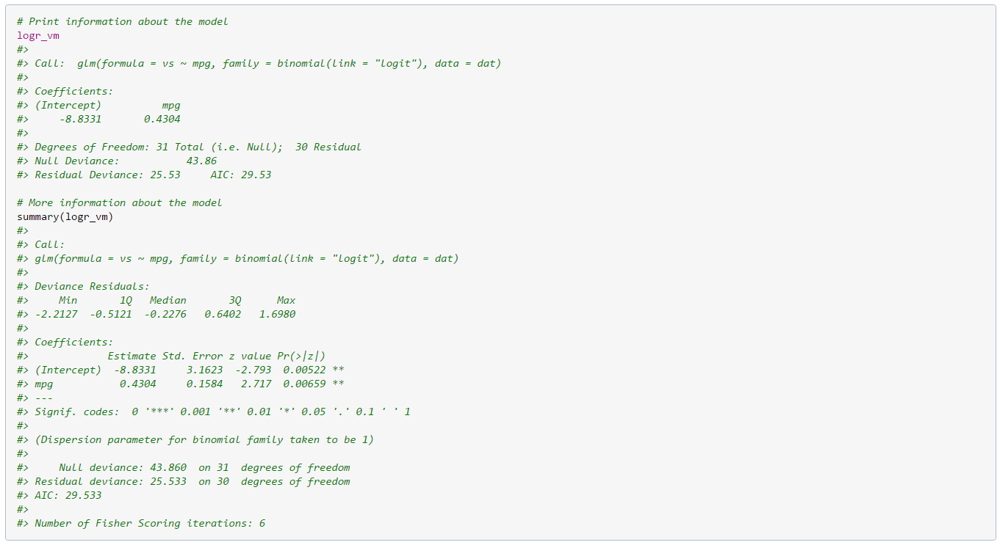 # Print information about the model
logr_vm
#>
#> Call:  glm(formula = vs ~ mpg, family = binomial(link = "logit"), data = dat)
#>
#> Coefficients:
#> (Intercept)          mpg
#>     -8.8331       0.4304
#>
#> Degrees of Freedom: 31 Total (i.e. Null);  30 Residual
#> Null Deviance:           43.86
#> Residual Deviance: 25.53     AIC: 29.53

# More information about the model
summary(logr_vm)
#>
#> Call:
#> glm(formula = vs ~ mpg, family = binomial(link = "logit"), data = dat)
#>
#> Deviance Residuals:
#>     Min       1Q   Median       3Q      Max
#> -2.2127  -0.5121  -0.2276   0.6402   1.6980
#>
#> Coefficients:
#>             Estimate Std. Error z value Pr(>|z|)
#> (Intercept)  -8.8331     3.1623  -2.793  0.00522 **
#> mpg           0.4304     0.1584   2.717  0.00659 **
#> ---
#> Signif. codes:  0 '***' 0.001 '**' 0.01 '*' 0.05 '.' 0.1 ' ' 1
#>
#> (Dispersion parameter for binomial family taken to be 1)
#>
#>     Null deviance: 43.860  on 31  degrees of freedom
#> Residual deviance: 25.533  on 30  degrees of freedom
#> AIC: 29.533
#>
#> Number of Fisher Scoring iterations: 6